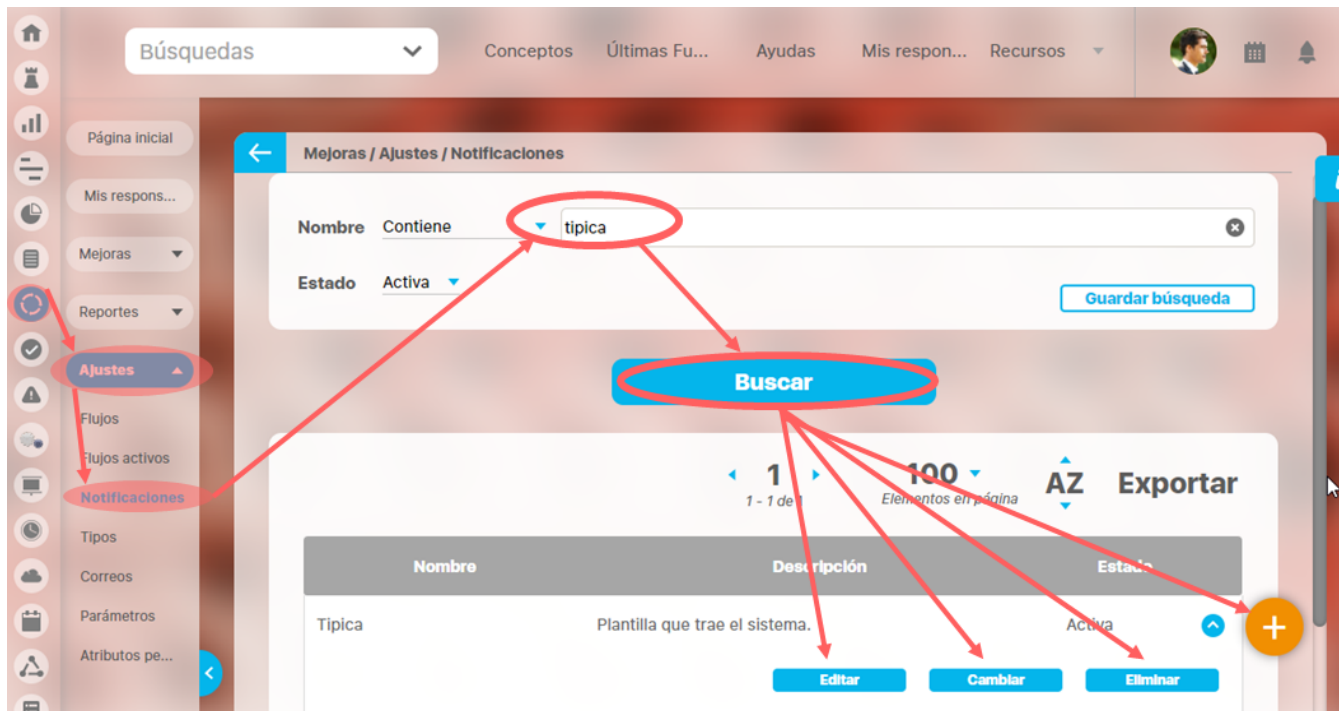 Búsquedas
Conceptos
Últimas Fu...
Ayudas
Mis respon...
Recursos
Página inicial
Mis respons...
Mejoras
Reportes
Ajustes
Flujos
Flujos activos
Notificaciones
Tipos
Correos
Parámetros
Atributos pe...
Mejoras / Ajustes / Notificaciones
Nombre Contiene tipica
Estado Activa
Guardar búsqueda
Buscar
1
1 - 1 de 1
100
Elementos en página
AZ
Exportar
Nombre Descripción Estado
Tipica Plantilla que trae el sistema. Activa
Editar Cambiar Eliminar